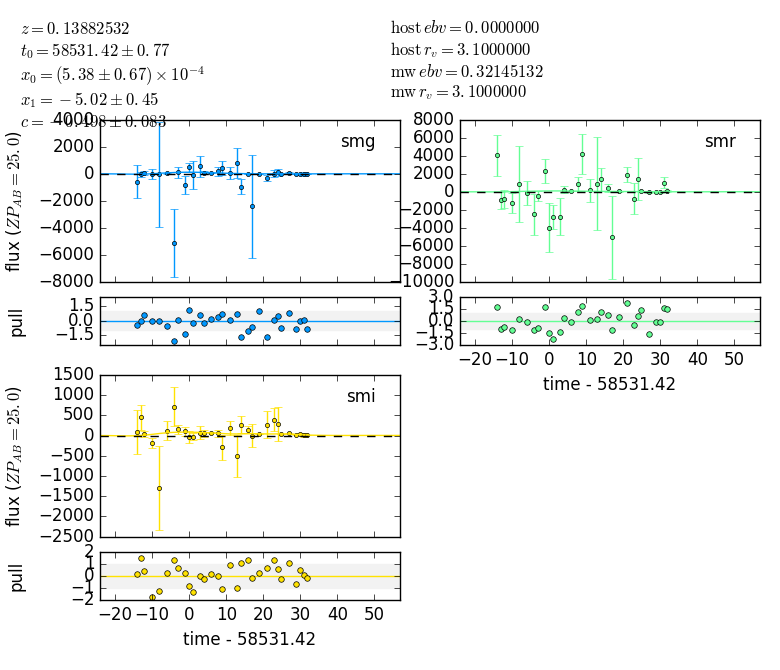 z = 0.13882532
t₀ = 58531.42 ± 0.77
x₀ = (5.38 ± 0.67) × 10⁻⁴
x₁ = −5.02 ± 0.45
c = −0.498 ± 0.083
host ebv = 0.0000000
host r_v = 3.1000000
mw ebv = 0.32145132
mw r_v = 3.1000000
4000
2000
0
−2000
−4000
−6000
−8000
flux (ZP_AB = 25.0)
smg
8000
6000
4000
2000
0
−2000
−4000
−6000
−8000
−10000
smr
1.5
0.0
−1.5
pull
3.0
1.5
0.0
−1.5
−3.0
−20 −10 0 10 20 30 40 50
time - 58531.42
1500
1000
500
0
−500
−1000
−1500
−2000
−2500
flux (ZP_AB = 25.0)
smi
2
1
0
−1
−2
pull
−20 −10 0 10 20 30 40 50
time - 58531.42